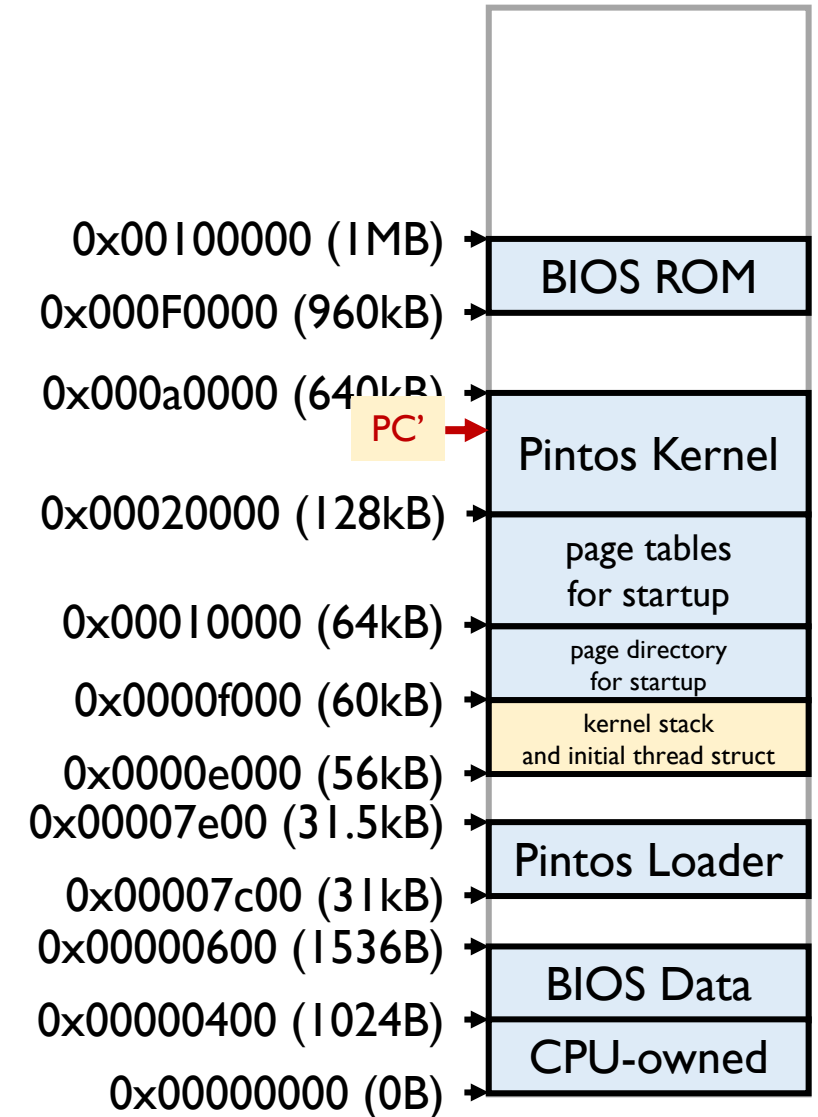 0x00100000 (1MB)
BIOS ROM
0x000F0000 (960kB)
0x000a0000 (640kB)
PC’
Pintos Kernel
0x00020000 (128kB)
page tables
for startup
0x00010000 (64kB)
page directory
for startup
0x0000f000 (60kB)
kernel stack
and initial thread struct
0x0000e000 (56kB)
0x00007e00 (31.5kB)
Pintos Loader
0x00007c00 (31kB)
0x00000600 (1536B)
BIOS Data
0x00000400 (1024B)
CPU-owned
0x00000000 (0B)